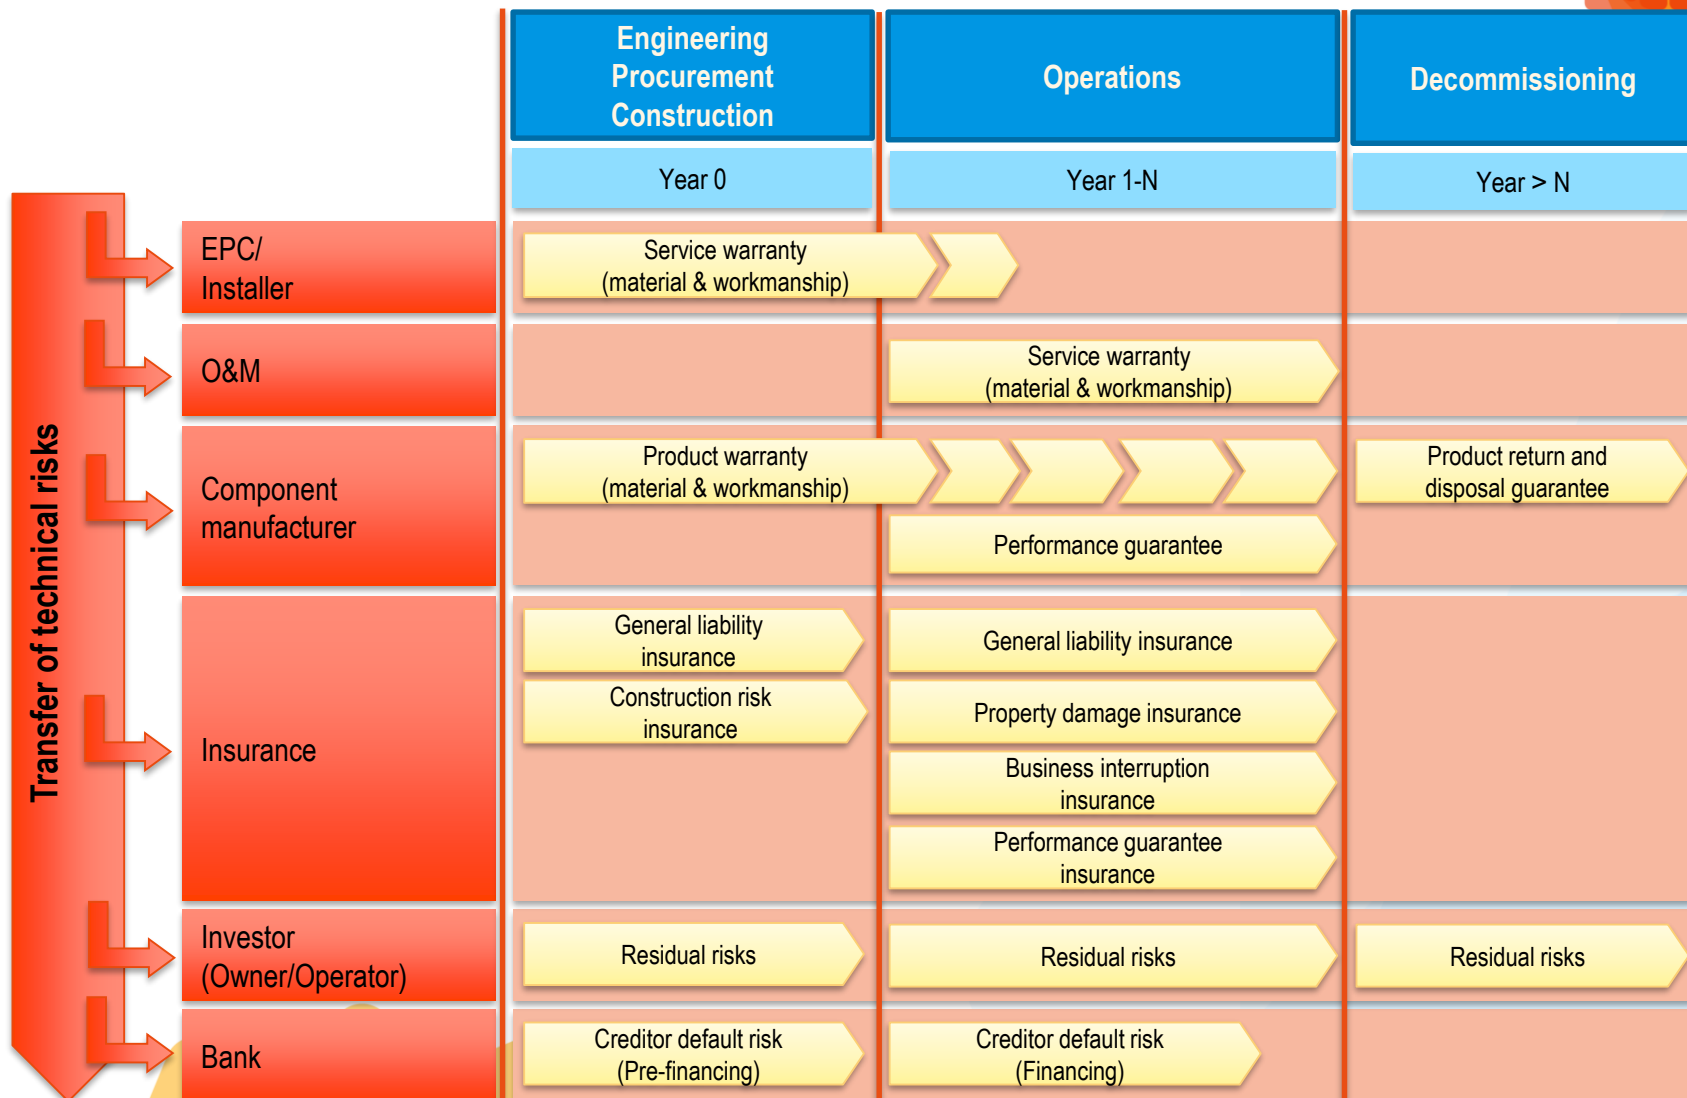 Engineering
Procurement
Construction
Operations
Decommissioning
Year 0
Year 1-N
Year > N
Transfer of technical risks
EPC/
Installer
Service warranty
(material & workmanship)
O&M
Service warranty
(material & workmanship)
Component
manufacturer
Product warranty
(material & workmanship)
Product return and
disposal guarantee
Performance guarantee
Insurance
General liability
insurance
General liability insurance
Construction risk
insurance
Property damage insurance
Business interruption
insurance
Performance guarantee
insurance
Investor
(Owner/Operator)
Residual risks
Residual risks
Residual risks
Bank
Creditor default risk
(Pre-financing)
Creditor default risk
(Financing)